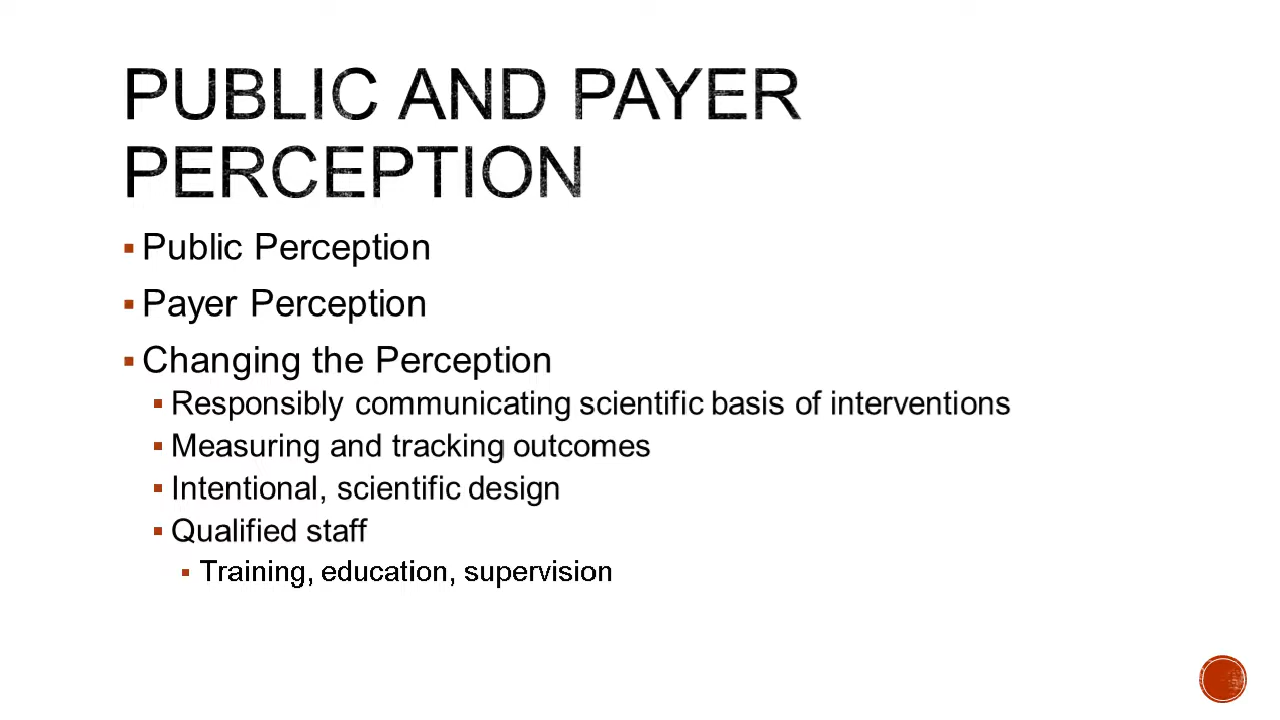 PUBLIC AND PAYER
PERCEPTION
Public Perception
Payer Perception
Changing the Perception
Responsibly communicating scientific basis of interventions
Measuring and tracking outcomes
Intentional, scientific design
Qualified staff
Training, education, supervision